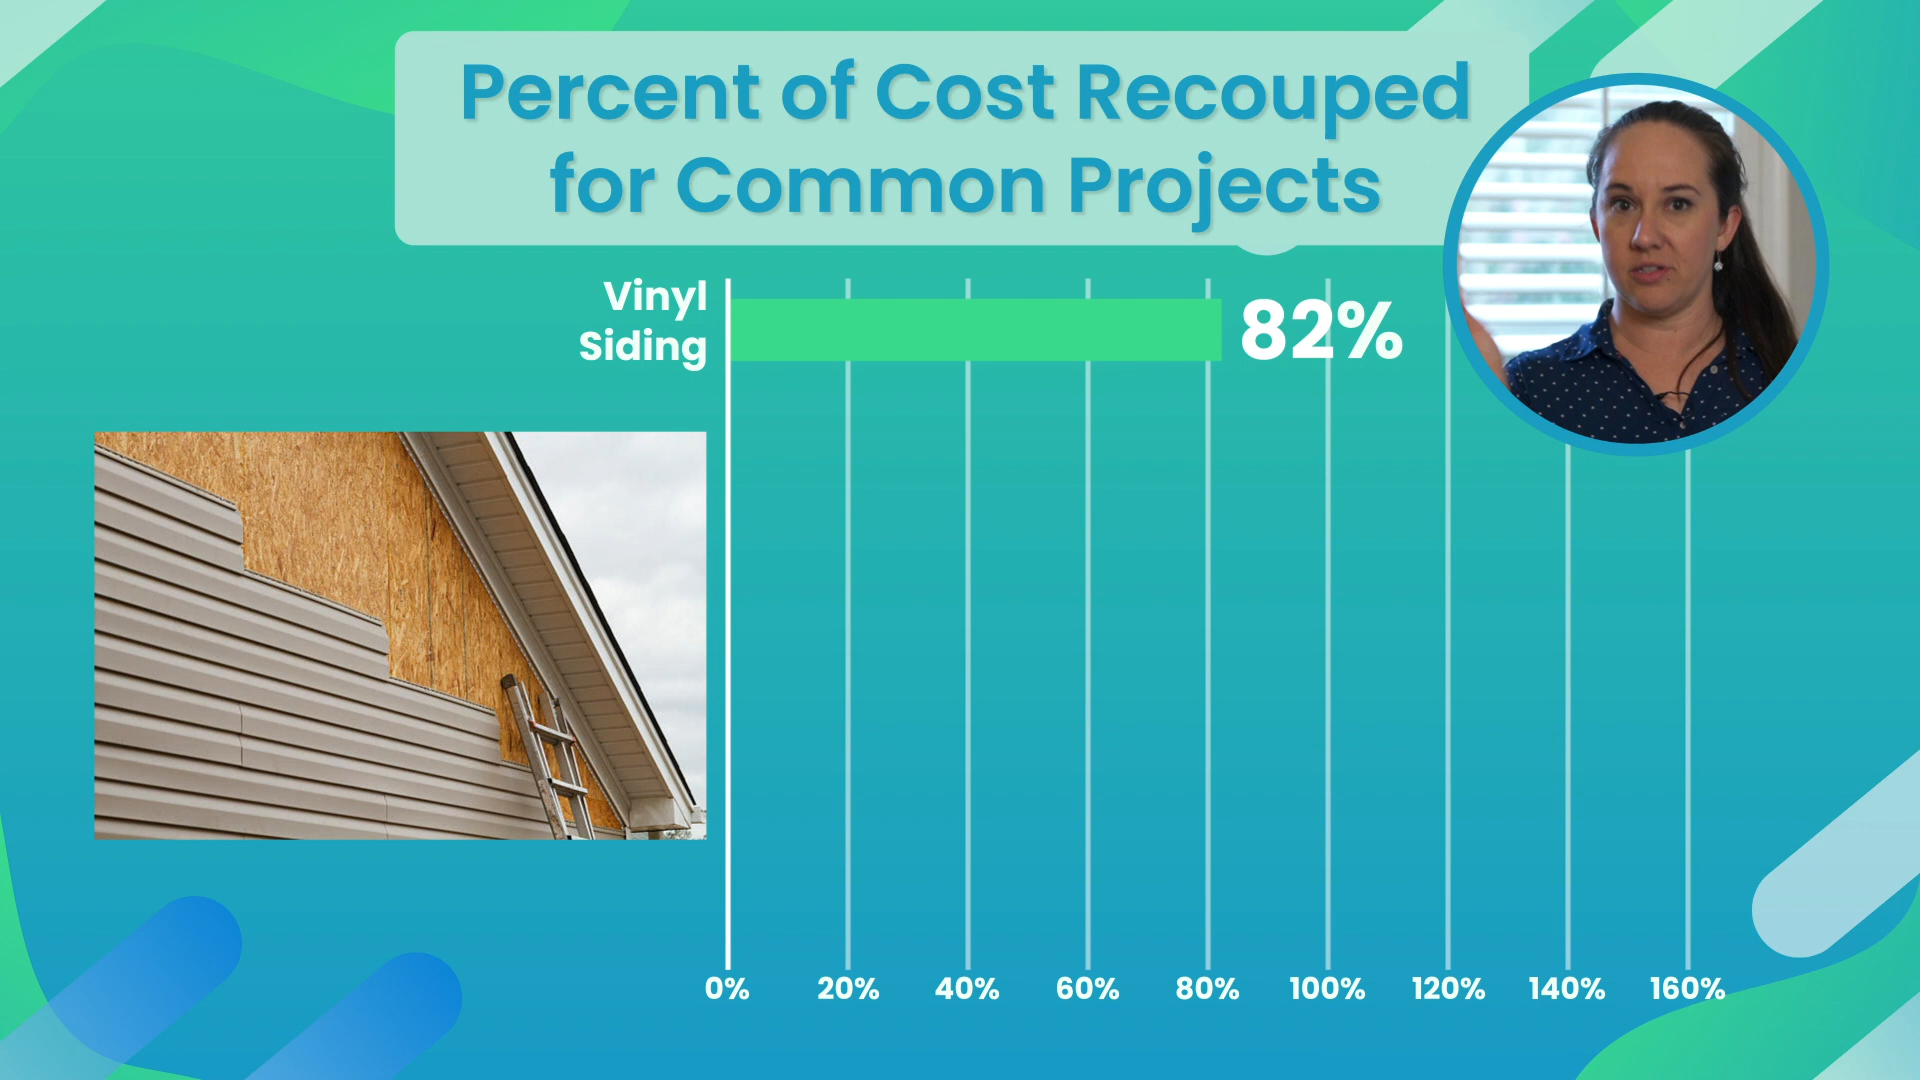 Percent of Cost Recouped
for Common Projects
Vinyl
Siding
82%
0% 20% 40% 60% 80% 100% 120% 140% 160%